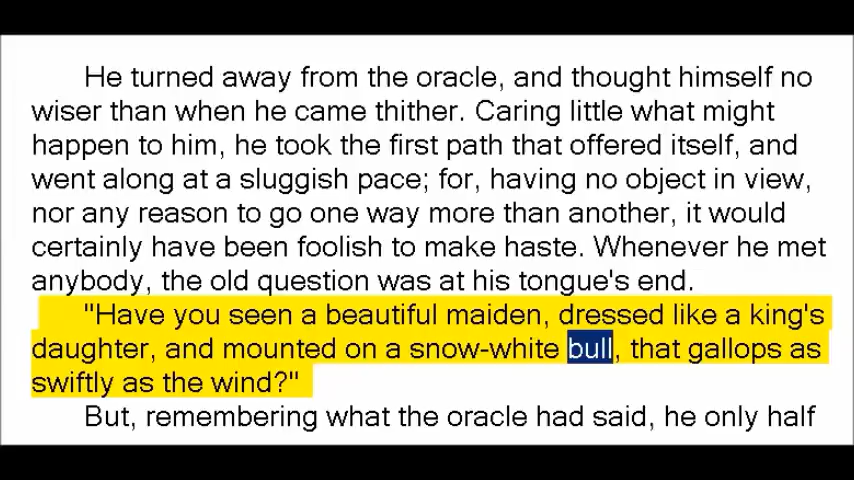 He turned away from the oracle, and thought himself no
wiser than when he came thither. Caring little what might
happen to him, he took the first path that offered itself, and
went along at a sluggish pace; for, having no object in view,
nor any reason to go one way more than another, it would
certainly have been foolish to make haste. Whenever he met
anybody, the old question was at his tongue's end.
"Have you seen a beautiful maiden, dressed like a king's
daughter, and mounted on a snow-white bull, that gallops as
swiftly as the wind?"
But, remembering what the oracle had said, he only half